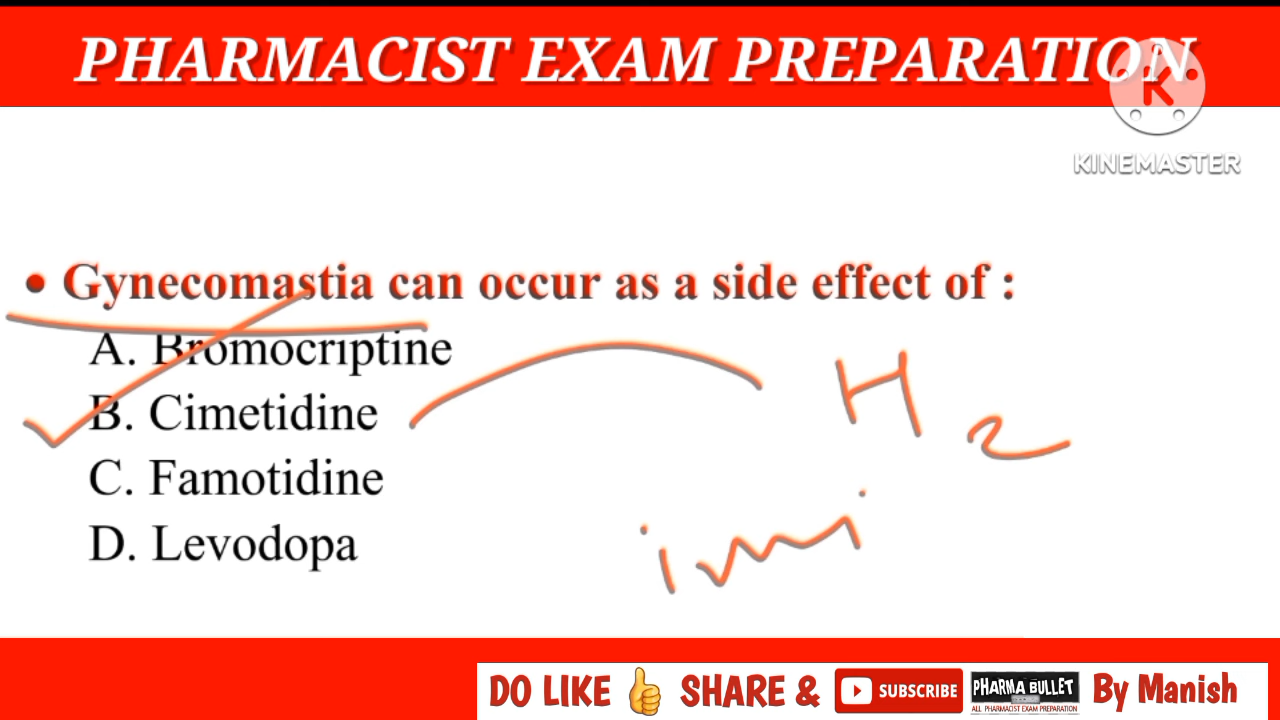 PHARMACIST EXAM PREPARATION
K
KINEMASTER
• Gynecomastia can occur as a side effect of :
A. Bromocriptine
B. Cimetidine
H2
C. Famotidine
D. Levodopa
DO LIKE 👍 SHARE & SUBSCRIBE PHARMA BULLET By Manish
ALL PHARMACIST EXAM PREPARATION